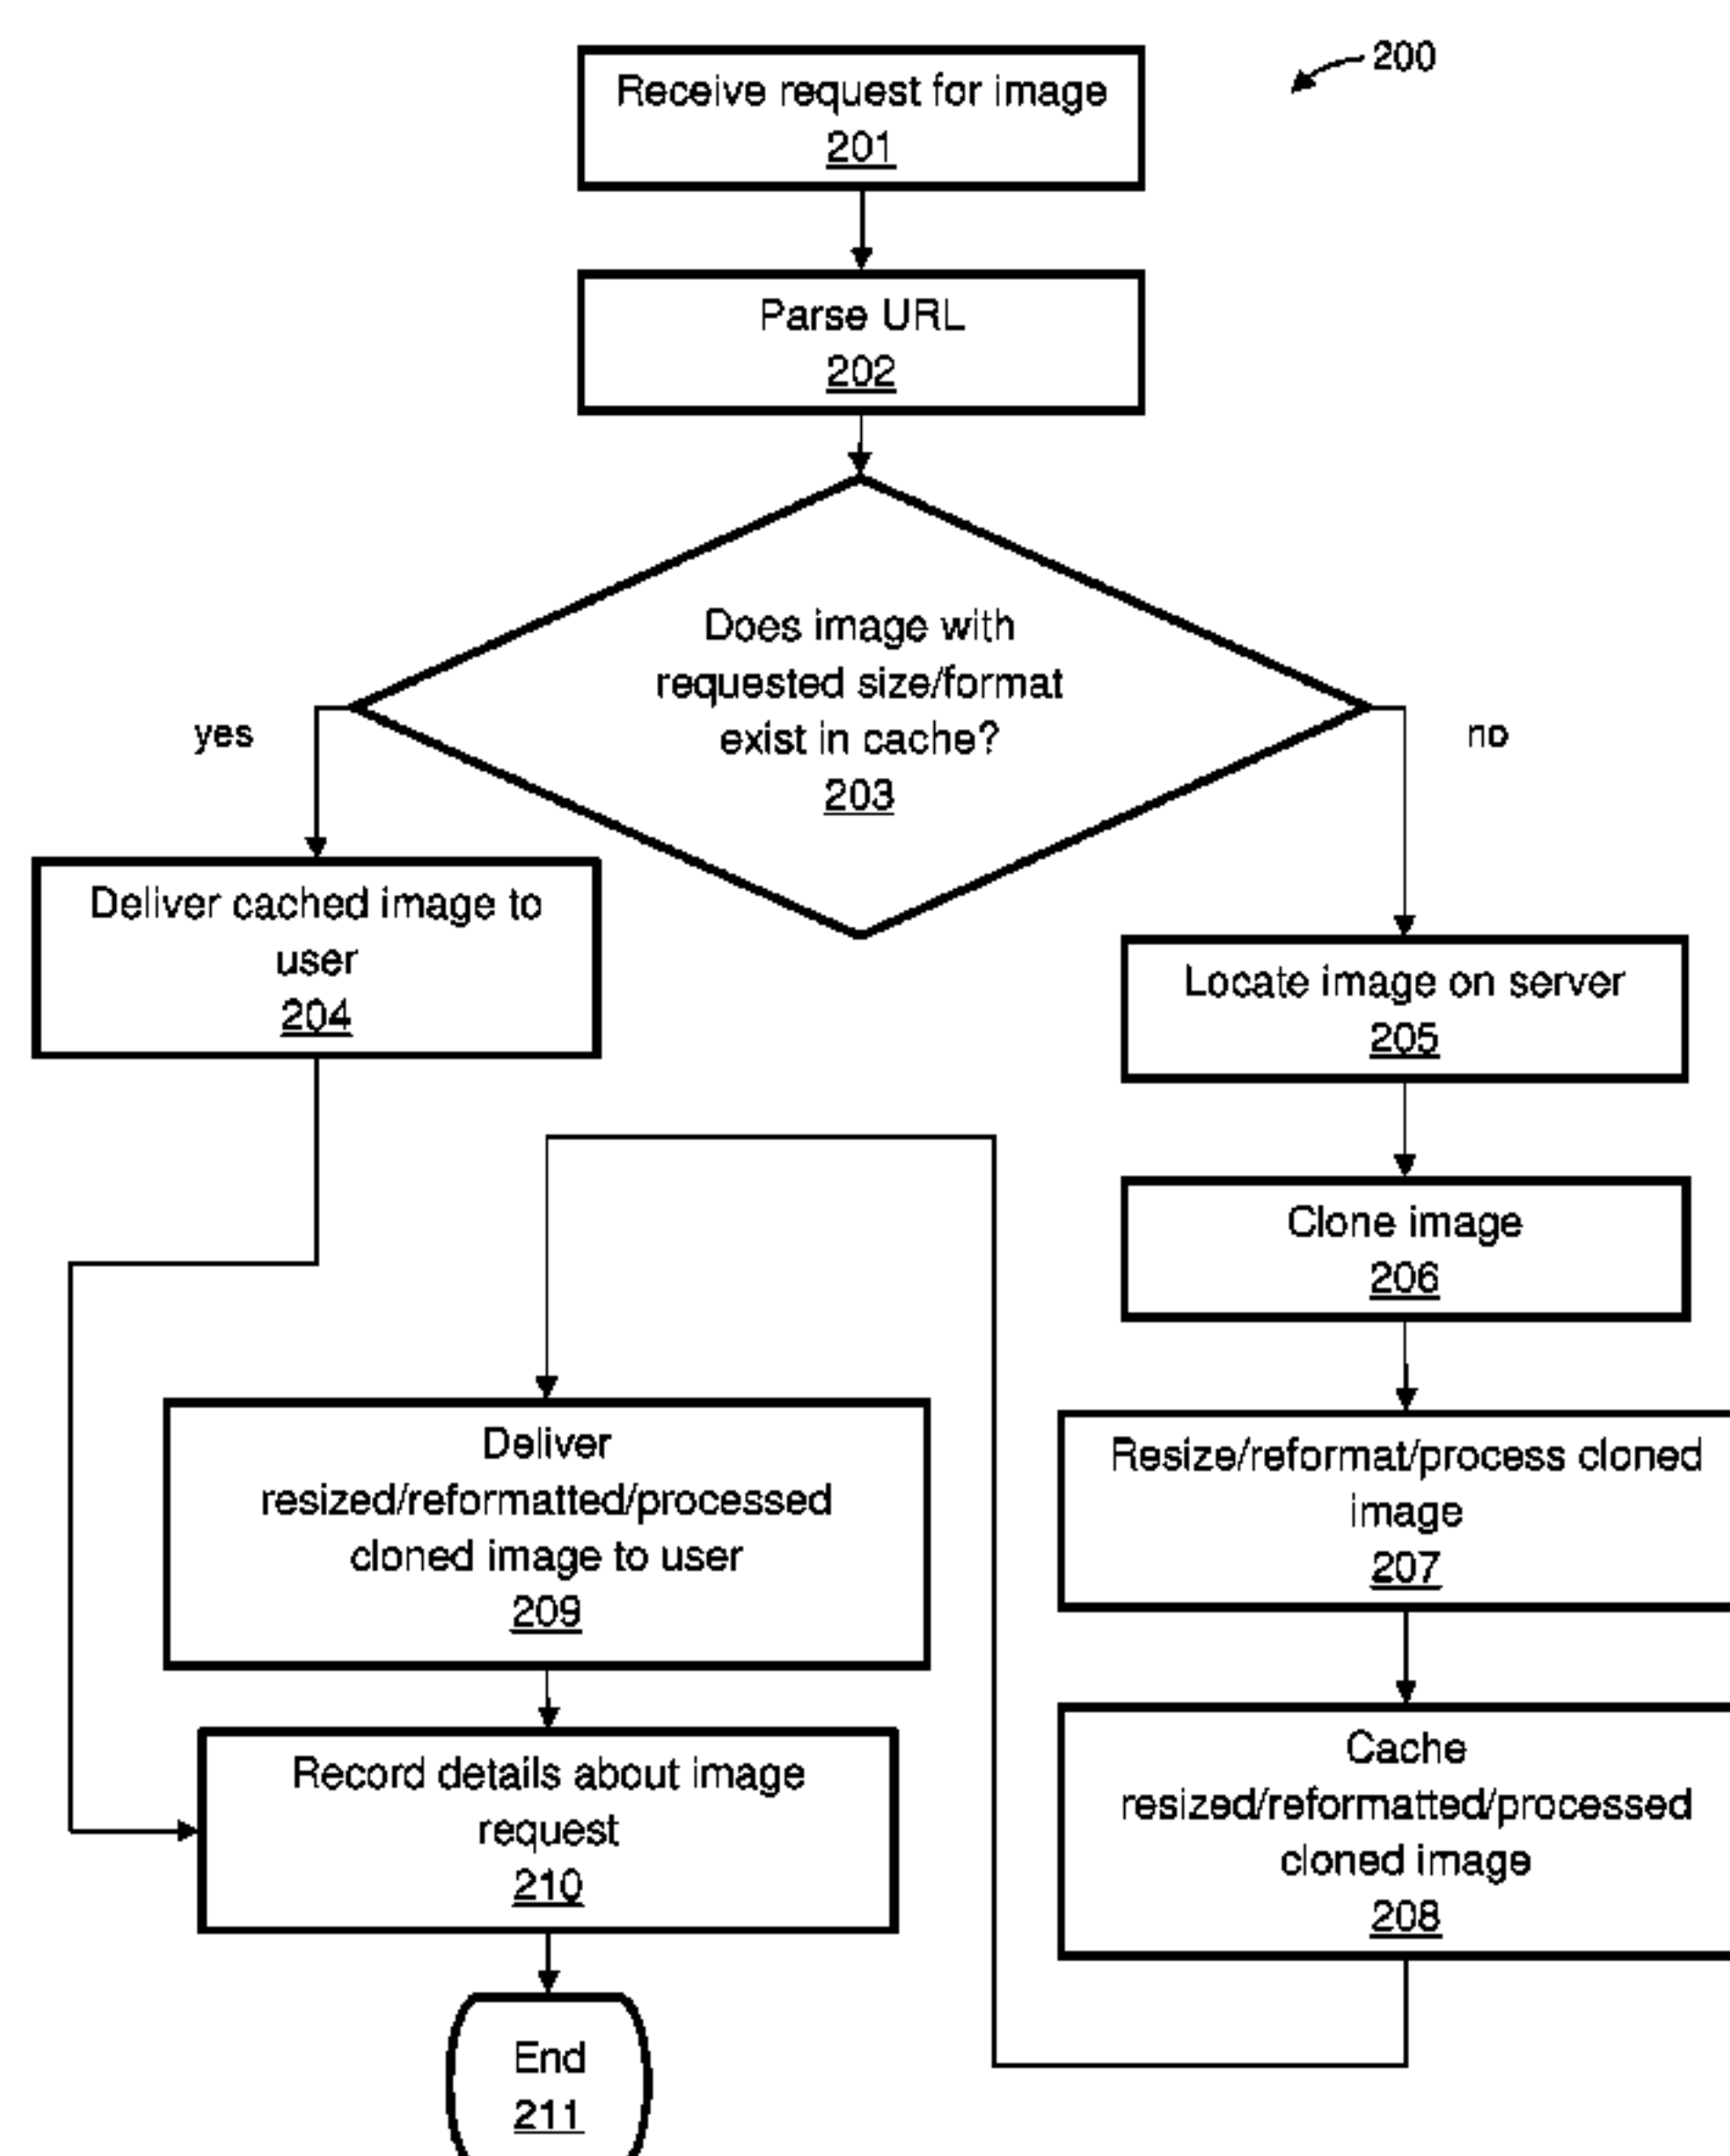 200
Receive request for image
201
Parse URL
202
Does image with
requested size/format
exist in cache?
203
yes
no
Deliver cached image to
user
204
Locate image on server
205
Clone image
206
Resize/reformat/process cloned
image
207
Cache
resized/reformatted/processed
cloned image
208
Deliver
resized/reformatted/processed
cloned image to user
209
Record details about image
request
210
End
211